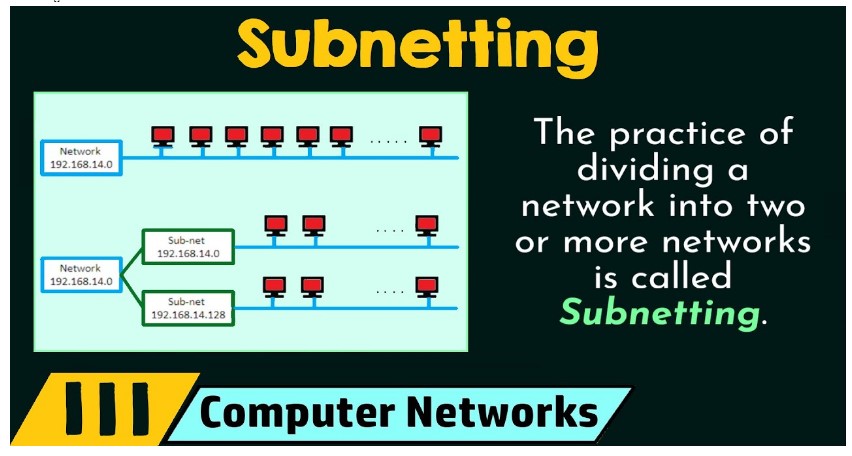 Subnetting
Network
192.168.14.0
.....
Network
192.168.14.0
Sub-net
192.168.14.0
....
Sub-net
192.168.14.128
....
The practice of
dividing a
network into two
or more networks
is called
Subnetting.
Computer Networks